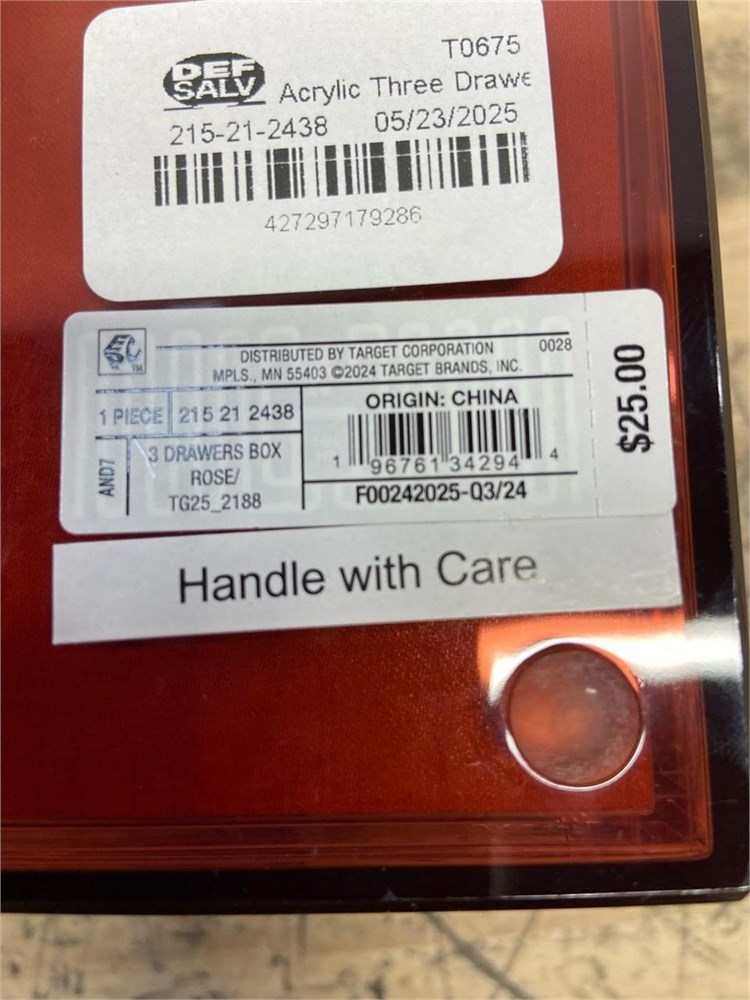 T0675
DEF
SALV
Acrylic Three Drawe
215-21-2438 05/23/2025
427297179286
DISTRIBUTED BY TARGET CORPORATION 0028
MPLS., MN 55403 ©2024 TARGET BRANDS, INC.
TM
1 PIECE 215 21 2438
ORIGIN: CHINA
AND7
3 DRAWERS BOX
ROSE/
TG25_2188
1 96761 34294 4
F00242025-Q3/24
$25.00
Handle with Care